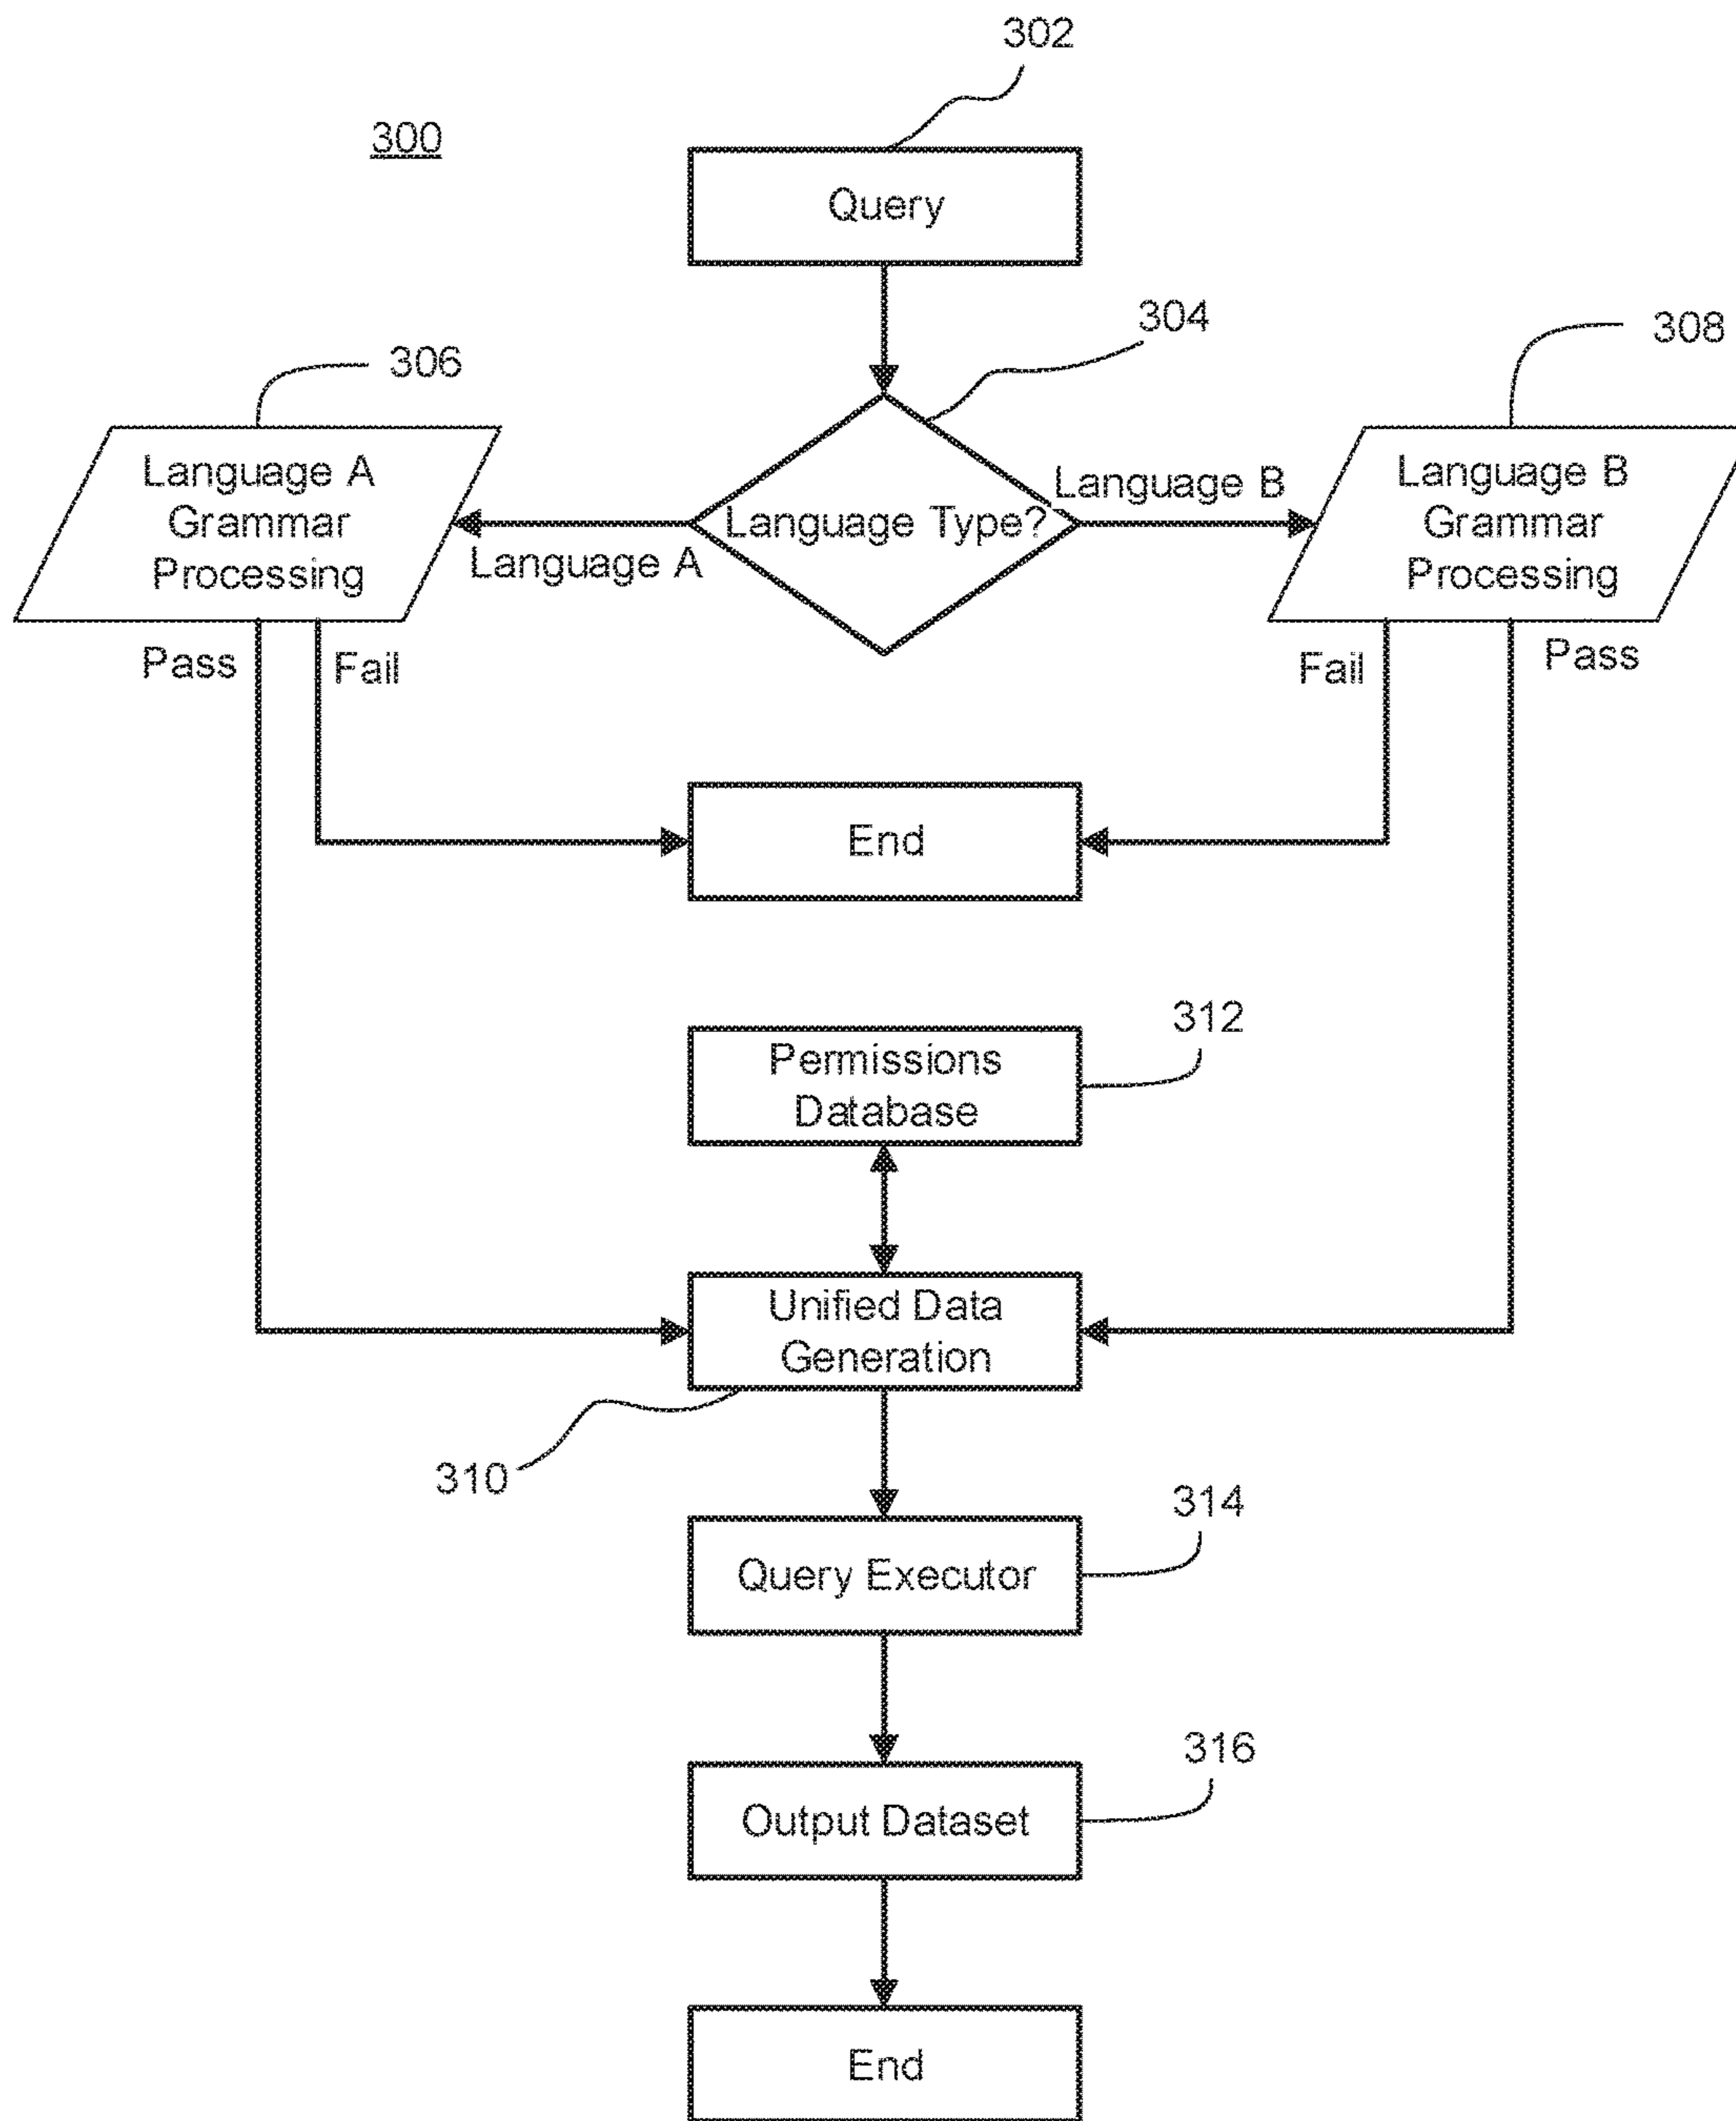 302
300
Query
304
308
306
Language A
Grammar
Processing
Language B
Language Type?
Language A
Language B
Grammar
Processing
Pass
Fail
Fail
Pass
End
312
Permissions
Database
Unified Data
Generation
310
314
Query Executor
316
Output Dataset
End